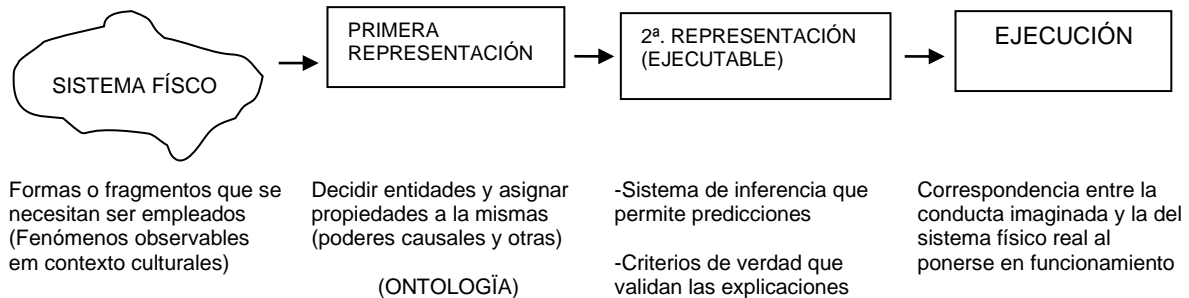 SISTEMA FÍSCO
PRIMERA
REPRESENTACIÓN
2ª. REPRESENTACIÓN
(EJECUTABLE)
EJECUCIÓN
Formas o fragmentos que se
necesitan ser empleados
(Fenómenos observables
em contexto culturales)
Decidir entidades y asignar
propiedades a la mismas
(poderes causales y otras)
(ONTOLOGÏA)
-Sistema de inferencia que
permite predicciones
-Criterios de verdad que
validan las explicaciones
Correspondencia entre la
conducta imaginada y la del
sistema físico real al
ponerse en funcionamiento